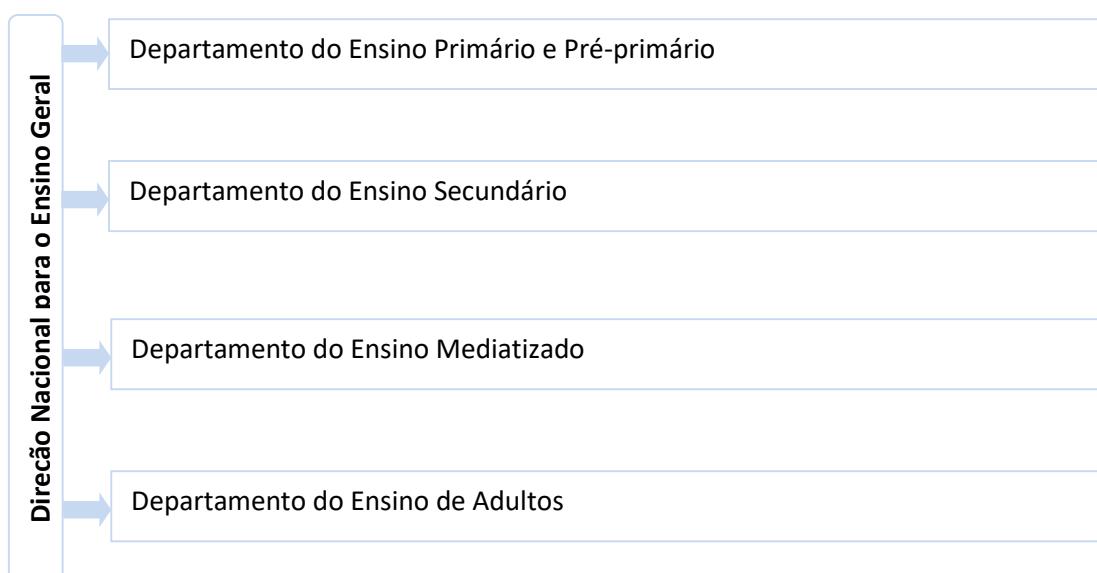 Direcão Nacional para o Ensino Geral
Departamento do Ensino Primário e Pré-primário
Departamento do Ensino Secundário
Departamento do Ensino Mediatizado
Departamento do Ensino de Adultos